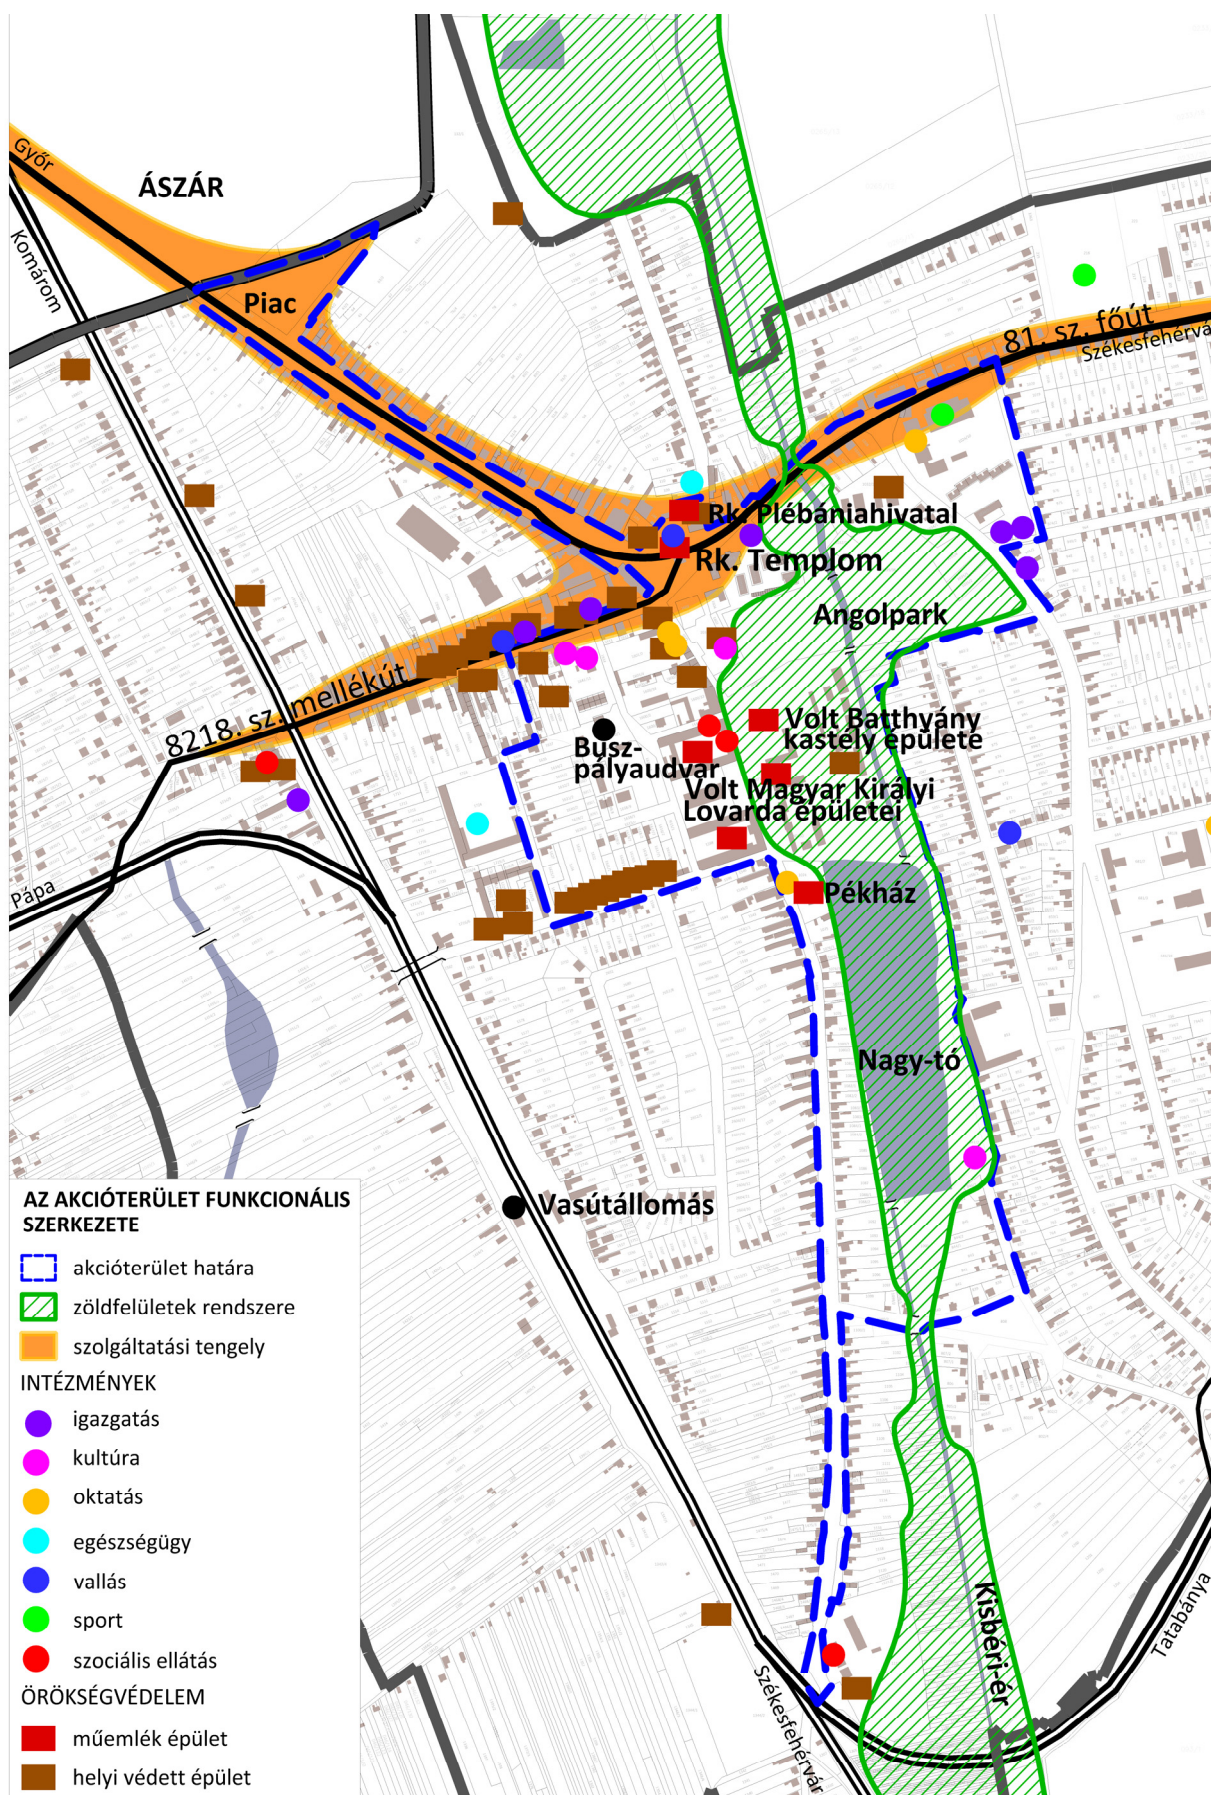 Győr
ÁSZÁR
Komárom
Piac
81. sz. főút
Székesfehérvá
Rk. Plébániahivatal
Rk. Templom
Angolpark
8218. sz. mellékút
Busz-
pályaudvar
Volt Batthyány
kastély épülete
Volt Magyar Királyi
Lovarda épületei
Pápa
Pékház
Nagy-tó
Vasútállomás
Kisbéri-ér
Tatabánya
Székesfehérvár
AZ AKCIÓTERÜLET FUNKCIONÁLIS
SZERKEZETE
akcióterület határa
zöldfelületek rendszere
szolgáltatási tengely
INTÉZMÉNYEK
igazgatás
kultúra
oktatás
egészségügy
vallás
sport
szociális ellátás
ÖRÖKSÉGVÉDELEM
műemlék épület
helyi védett épület